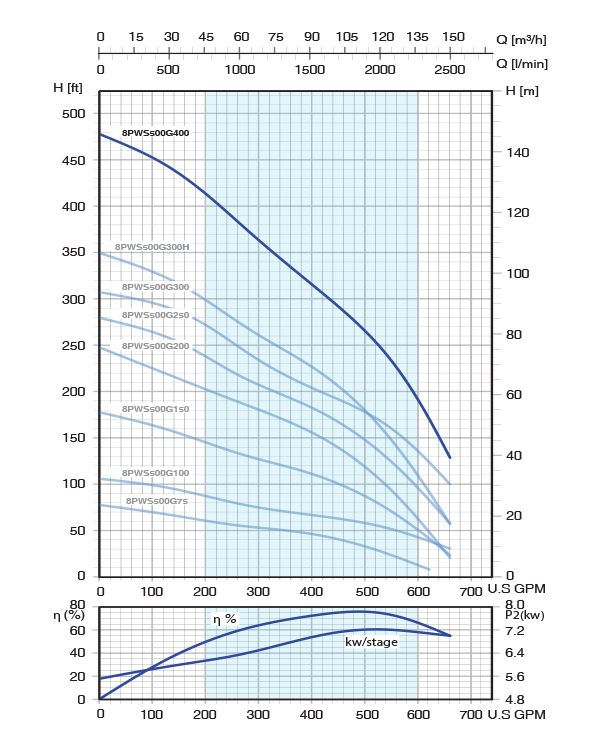 0 15 30 45 60 75 90 105 120 135 150 Q [m³/h]
0 500 1000 1500 2000 2500 Q [l/min]
H [ft] H [m]
500
8PWSs00G400
450 140
400 120
350
8PWSs00G300H
100
300
8PWSs00G300
8PWSs00G2s0
250 80
8PWSs00G200
200 60
8PWSs00G1s0
150 40
100
8PWSs00G100
8PWSs00G7s
50 20
0 0
0 100 200 300 400 500 600 700 U.S GPM
80 8.0
η (%) P2(kw)
η %
60 7.2
kw/stage
40 6.4
20 5.6
0 4.8
0 100 200 300 400 500 600 700 U.S GPM